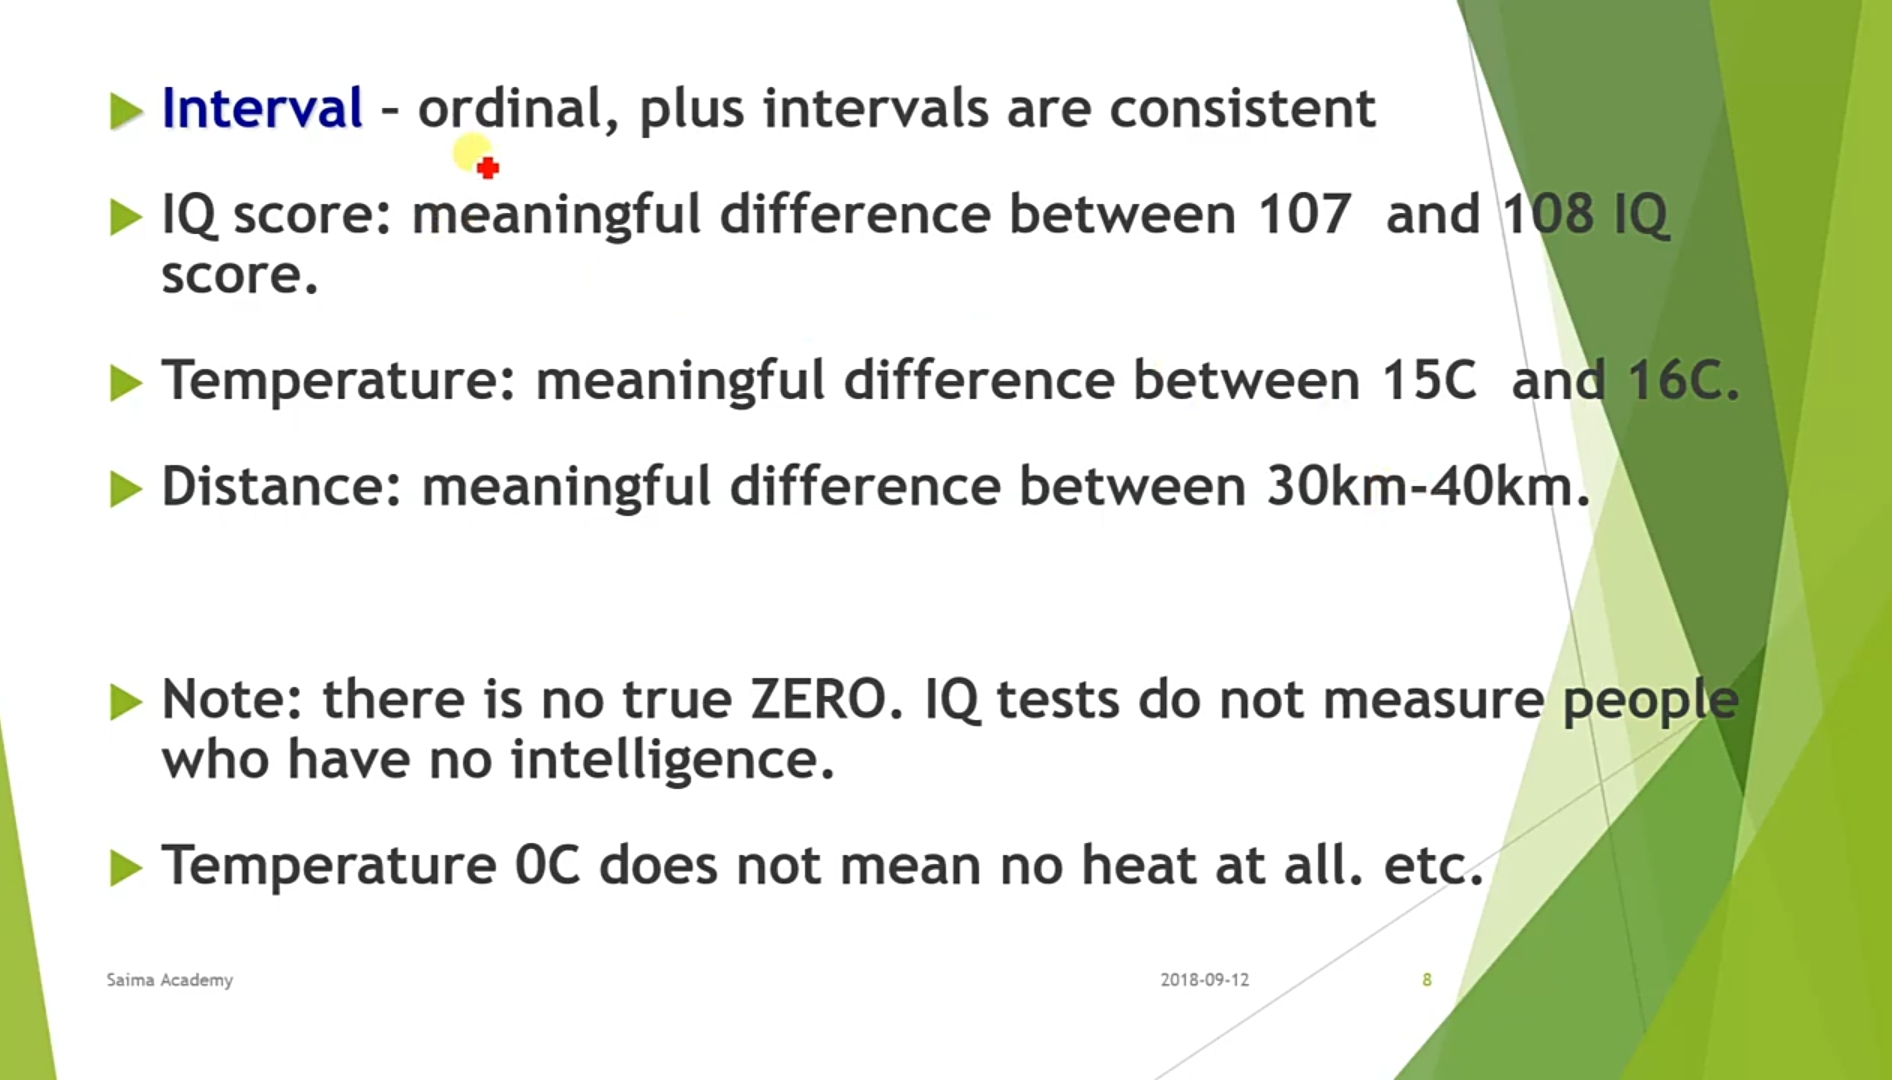 Interval – ordinal, plus intervals are consistent
IQ score: meaningful difference between 107  and 108 IQ
score.
Temperature: meaningful difference between 15C  and 16C.
Distance: meaningful difference between 30km-40km.
Note: there is no true ZERO. IQ tests do not measure people
who have no intelligence.
Temperature 0C does not mean no heat at all. etc.
Saima Academy 2018-09-12 8